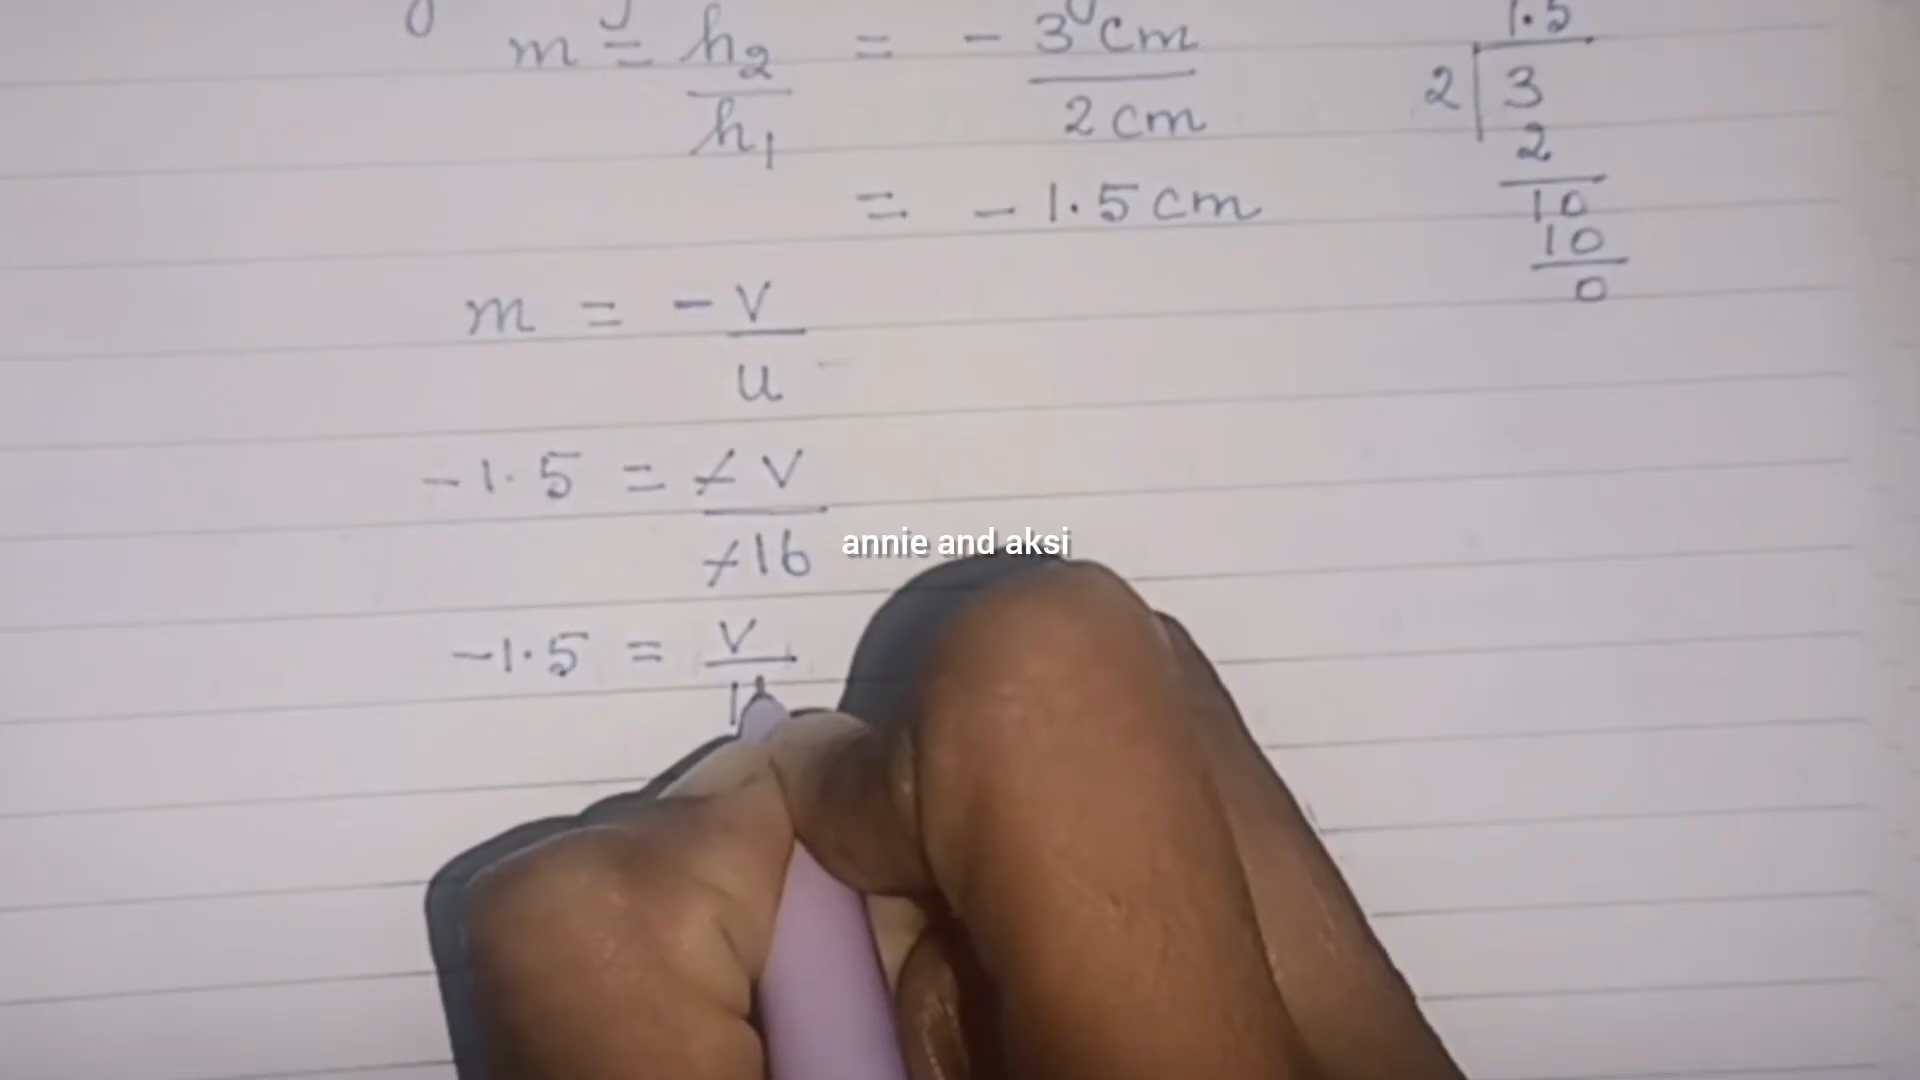 m = h₂/h₁ = - 3 cm/2 cm
= - 1.5 cm
1.5
2 3
2
10
10
0
m = - v/u
-1.5 = - v/-16
annie and aksi
-1.5 = v/1